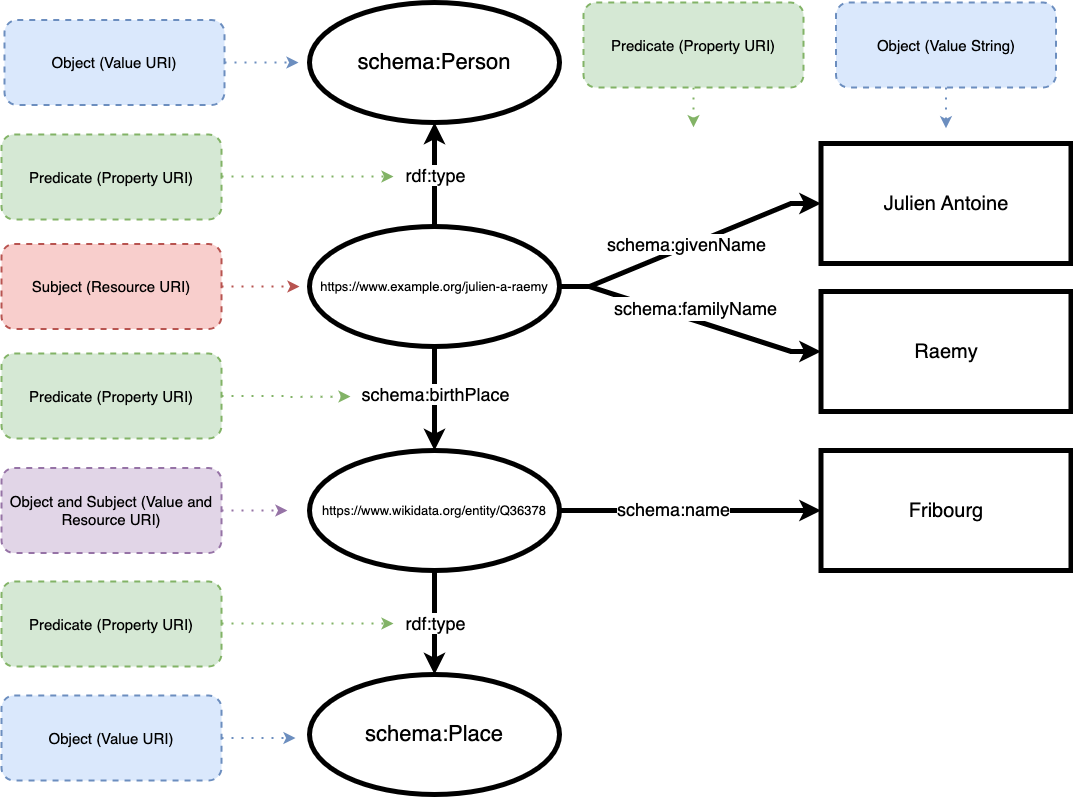 Object (Value URI)
schema:Person
Predicate (Property URI)
Object (Value String)
Predicate (Property URI)
rdf:type
Julien Antoine
schema:givenName
Subject (Resource URI)
https://www.example.org/julien-a-raemy
schema:familyName
Raemy
Predicate (Property URI)
schema:birthPlace
Object and Subject (Value and
Resource URI)
https://www.wikidata.org/entity/Q36378
schema:name
Fribourg
Predicate (Property URI)
rdf:type
Object (Value URI)
schema:Place